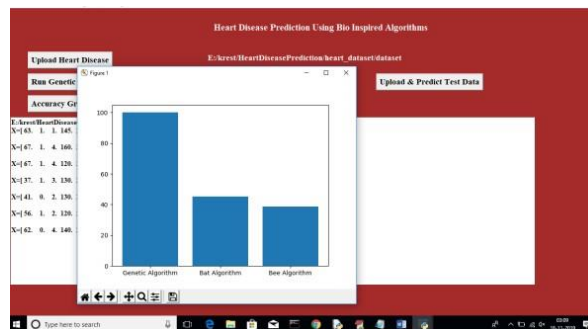 Heart Disease Prediction Using Bio Inspired Algorithms
Upload Heart Disease
E:/krest/HeartDiseasePrediction/heart_dataset/dataset
Figure 1
Run Genetic
Upload & Predict Test Data
Accuracy Gr
E:/krest/HeartDisease
X=[ 63. 1. 1. 145.
X=[ 67. 1. 4. 160.
X=[ 67. 1. 4. 120.
X=[ 37. 1. 3. 130.
X=[ 41. 0. 2. 130.
X=[ 56. 1. 2. 120.
X=[ 62. 0. 4. 140.
100
80
60
40
20
0
Genetic Algorithm Bat Algorithm Bee Algorithm
Type here to search